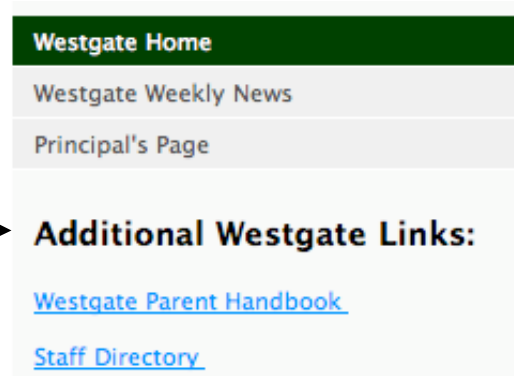 Westgate Home
Westgate Weekly News
Principal's Page
Additional Westgate Links:
Westgate Parent Handbook
Staff Directory